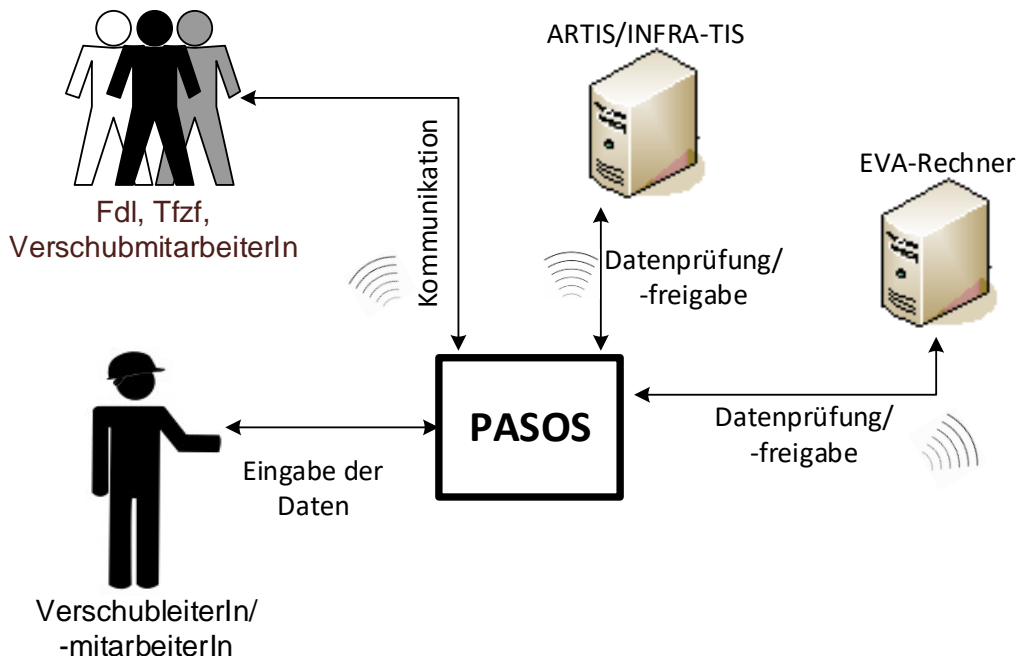 ARTIS/INFRA-TIS
EVA-Rechner
Fdl, Tfzf,
VerschubmitarbeiterIn
Kommunikation
Datenprüfung/
-freigabe
PASOS
Datenprüfung/
-freigabe
Eingabe der
Daten
VerschubleiterIn/
-mitarbeiterIn